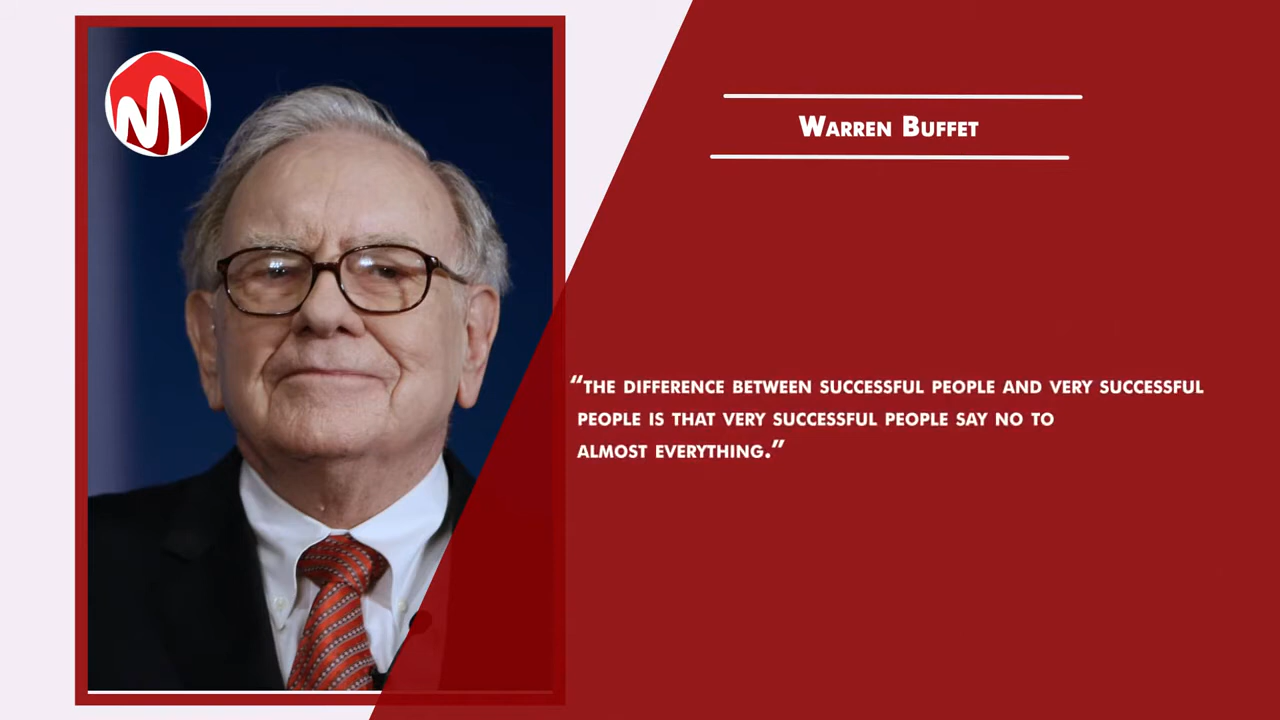 Warren Buffet
“The difference between successful people and very successful
people is that very successful people say no to
almost everything.”